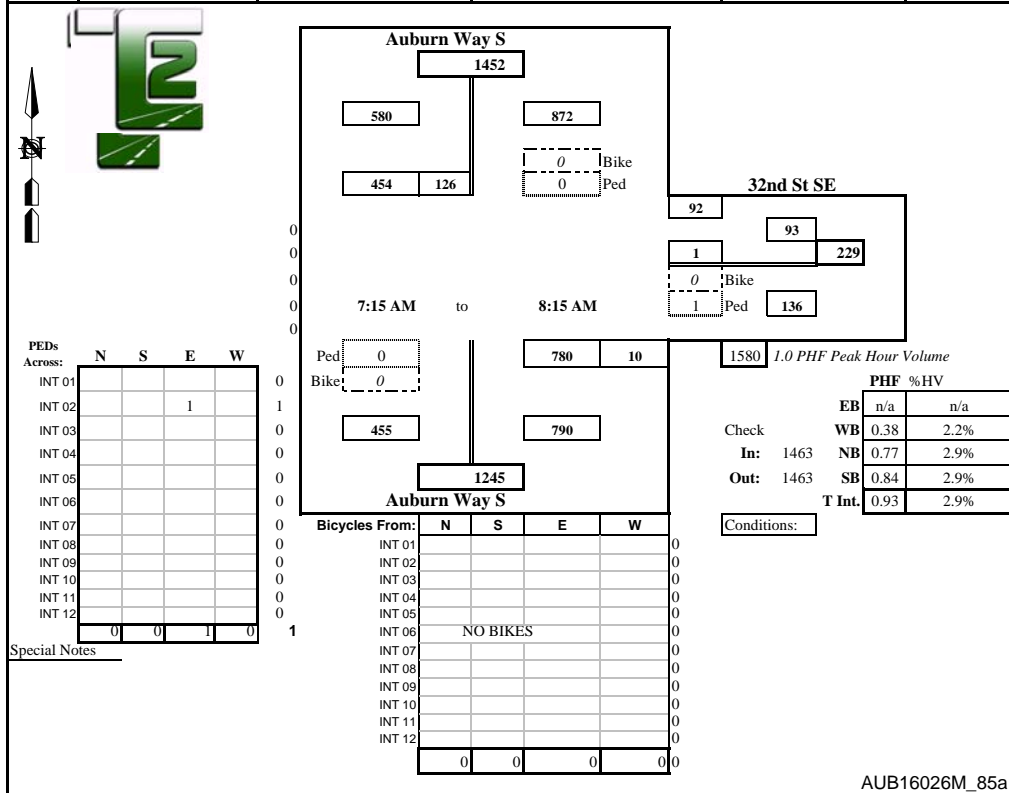 TE2
Auburn Way S
1452
580 872
0 Bike
454 126 0 Ped
32nd St SE
N
92
0 93
0 1 229
0 0 Bike
0 7:15 AM to 8:15 AM 1 Ped 136
0
PEDs Across: N S E W
Ped 0 780 10 1580 1.0 PHF Peak Hour Volume
INT 01 0 Bike 0 PHF %HV
INT 02 1 1 EB n/a n/a
INT 03 0 455 790 Check WB 0.38 2.2%
INT 04 0 In: 1463 NB 0.77 2.9%
INT 05 0 1245 Out: 1463 SB 0.84 2.9%
INT 06 0 Auburn Way S T Int. 0.93 2.9%
INT 07 0 Bicycles From: N S E W Conditions:
INT 08 0 INT 01 0
INT 09 0 INT 02 0
INT 10 0 INT 03 0
INT 11 0 INT 04 0
INT 12 0 INT 05 0
0 0 1 0 1 INT 06 NO BIKES 0
Special Notes INT 07 0
INT 08 0
INT 09 0
INT 10 0
INT 11 0
INT 12 0
0 0 0 0 0
AUB16026M_85a